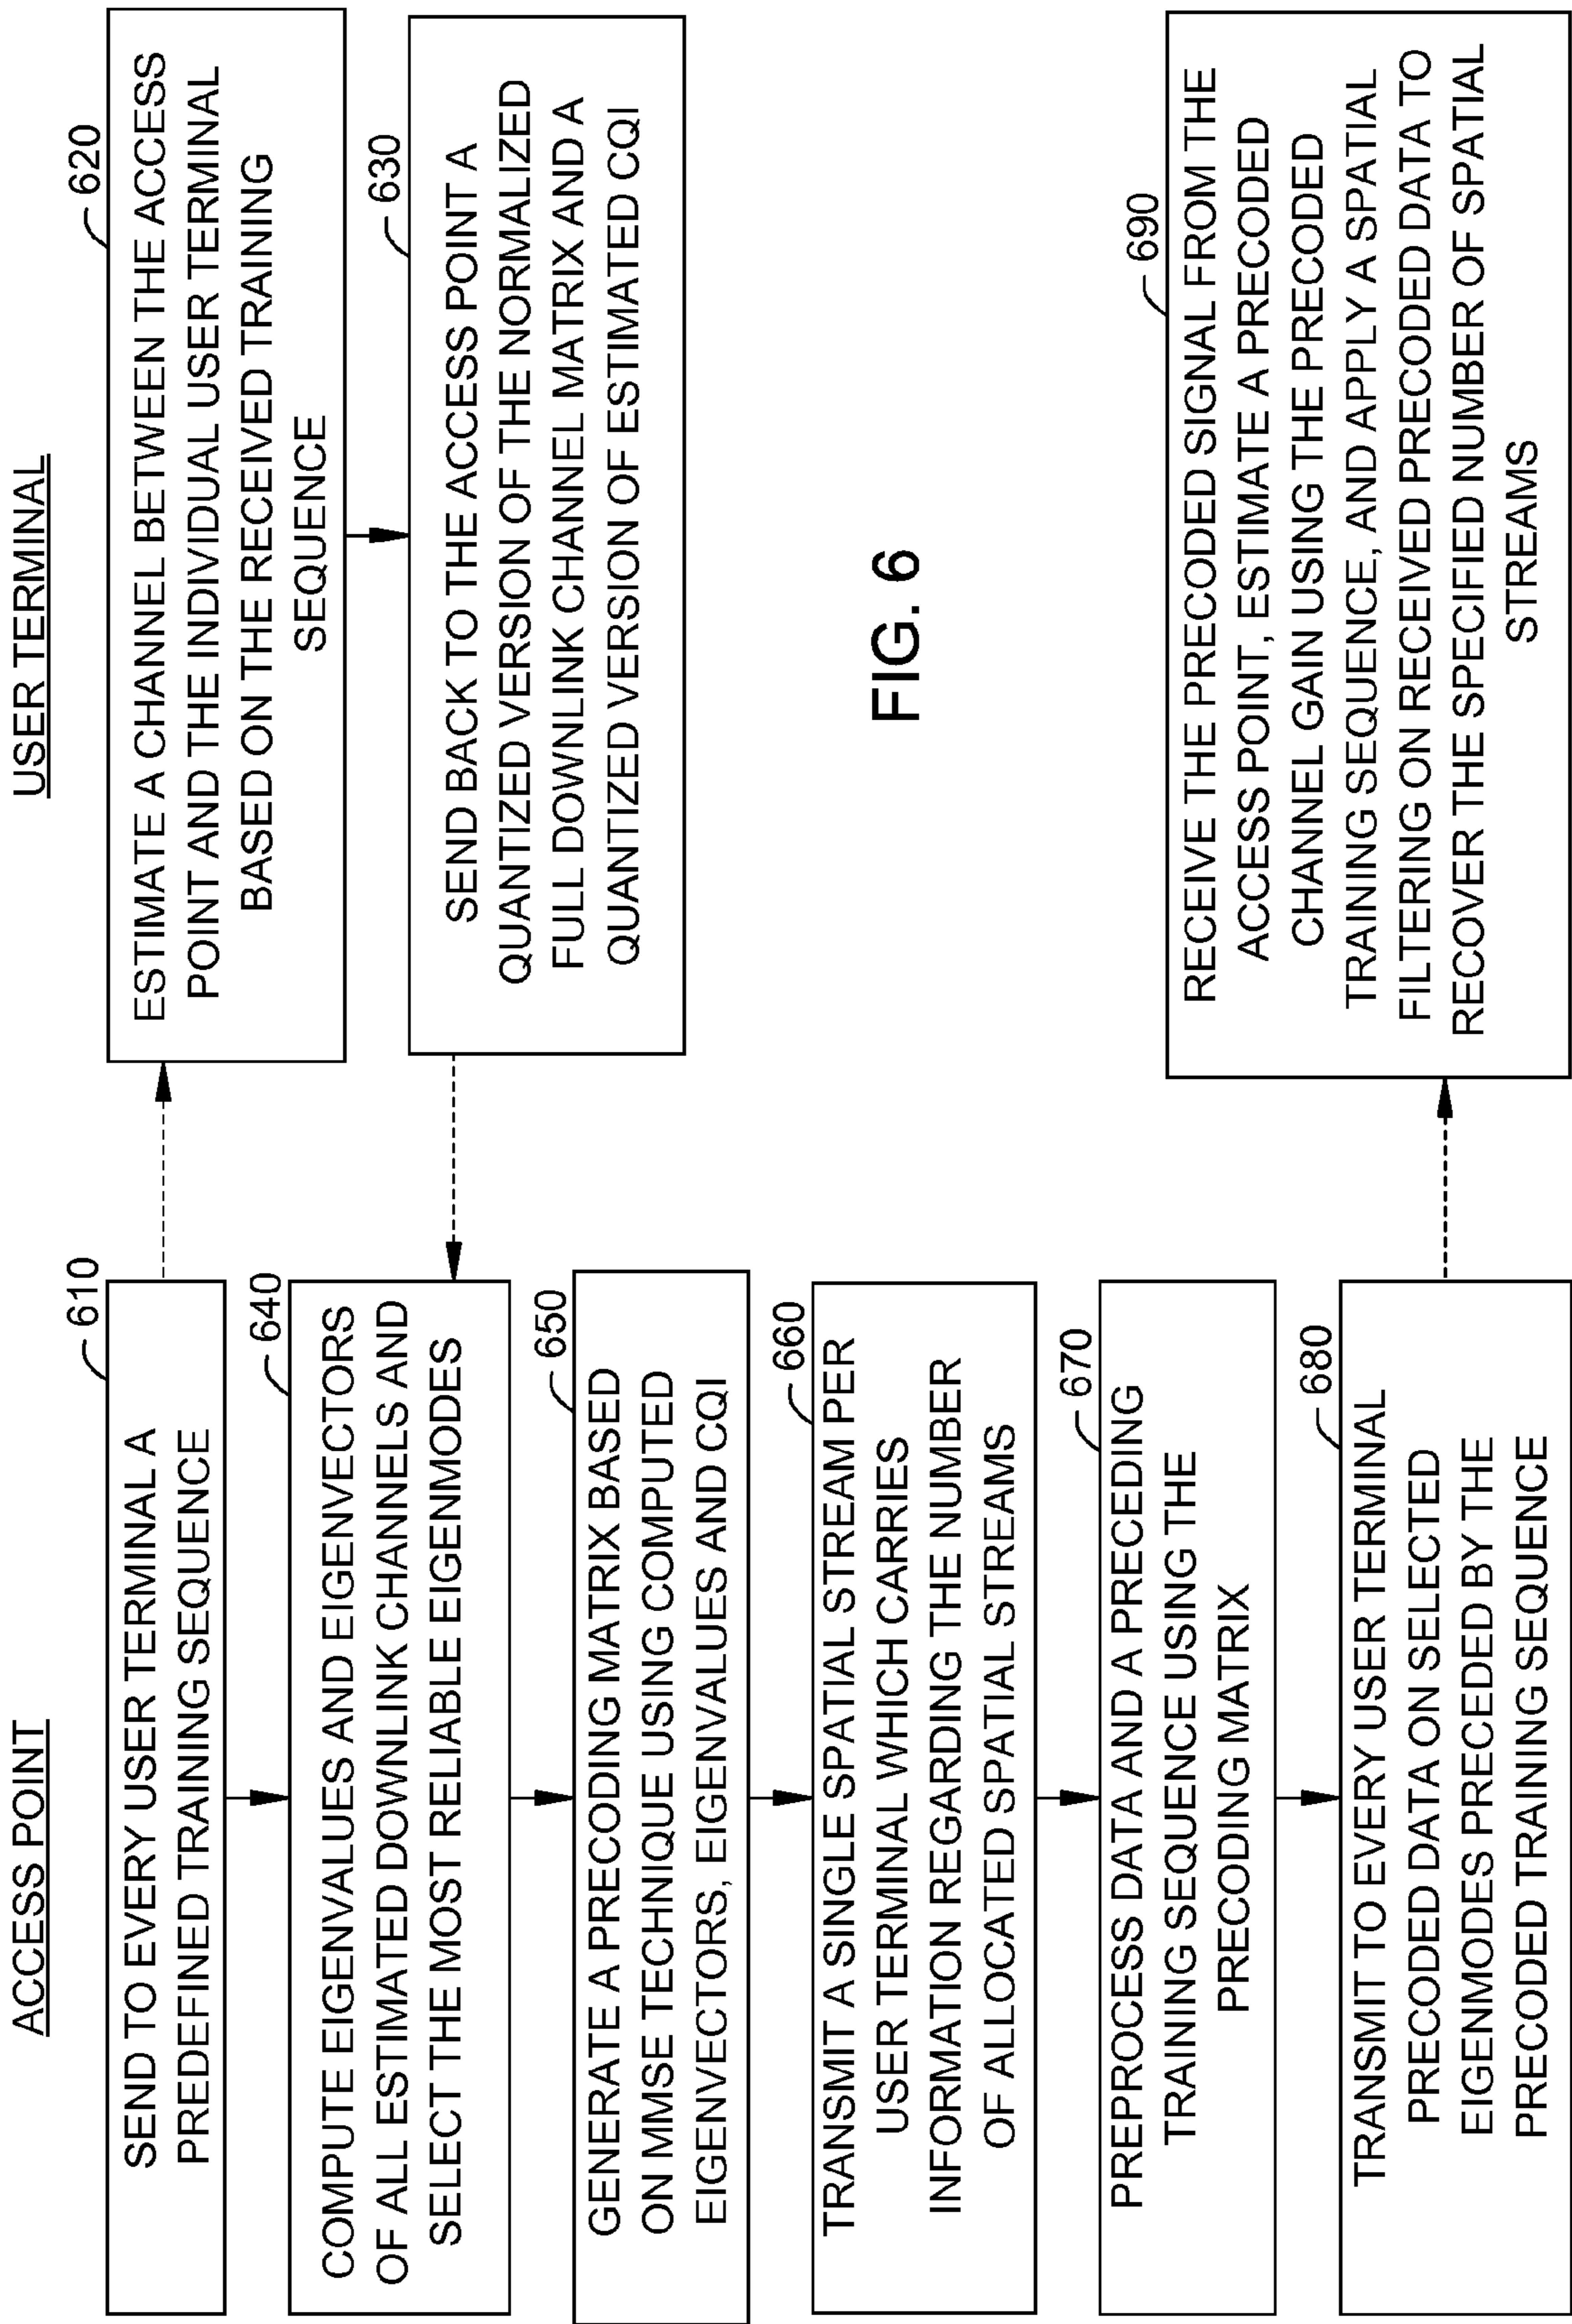 ACCESS POINT
610
SEND TO EVERY USER TERMINAL A
PREDEFINED TRAINING SEQUENCE
640
COMPUTE EIGENVALUES AND EIGENVECTORS
OF ALL ESTIMATED DOWNLINK CHANNELS AND
SELECT THE MOST RELIABLE EIGENMODES
650
GENERATE A PRECODING MATRIX BASED
ON MMSE TECHNIQUE USING COMPUTED
EIGENVECTORS, EIGENVALUES AND CQI
660
TRANSMIT A SINGLE SPATIAL STREAM PER
USER TERMINAL WHICH CARRIES
INFORMATION REGARDING THE NUMBER
OF ALLOCATED SPATIAL STREAMS
670
PREPROCESS DATA AND A PRECEDING
TRAINING SEQUENCE USING THE
PRECODING MATRIX
680
TRANSMIT TO EVERY USER TERMINAL
PRECODED DATA ON SELECTED
EIGENMODES PRECEDED BY THE
PRECODED TRAINING SEQUENCE
USER TERMINAL
620
ESTIMATE A CHANNEL BETWEEN THE ACCESS
POINT AND THE INDIVIDUAL USER TERMINAL
BASED ON THE RECEIVED TRAINING
SEQUENCE
630
SEND BACK TO THE ACCESS POINT A
QUANTIZED VERSION OF THE NORMALIZED
FULL DOWNLINK CHANNEL MATRIX AND A
QUANTIZED VERSION OF ESTIMATED CQI
690
RECEIVE THE PRECODED SIGNAL FROM THE
ACCESS POINT, ESTIMATE A PRECODED
CHANNEL GAIN USING THE PRECODED
TRAINING SEQUENCE, AND APPLY A SPATIAL
FILTERING ON RECEIVED PRECODED DATA TO
RECOVER THE SPECIFIED NUMBER OF SPATIAL
STREAMS
FIG. 6